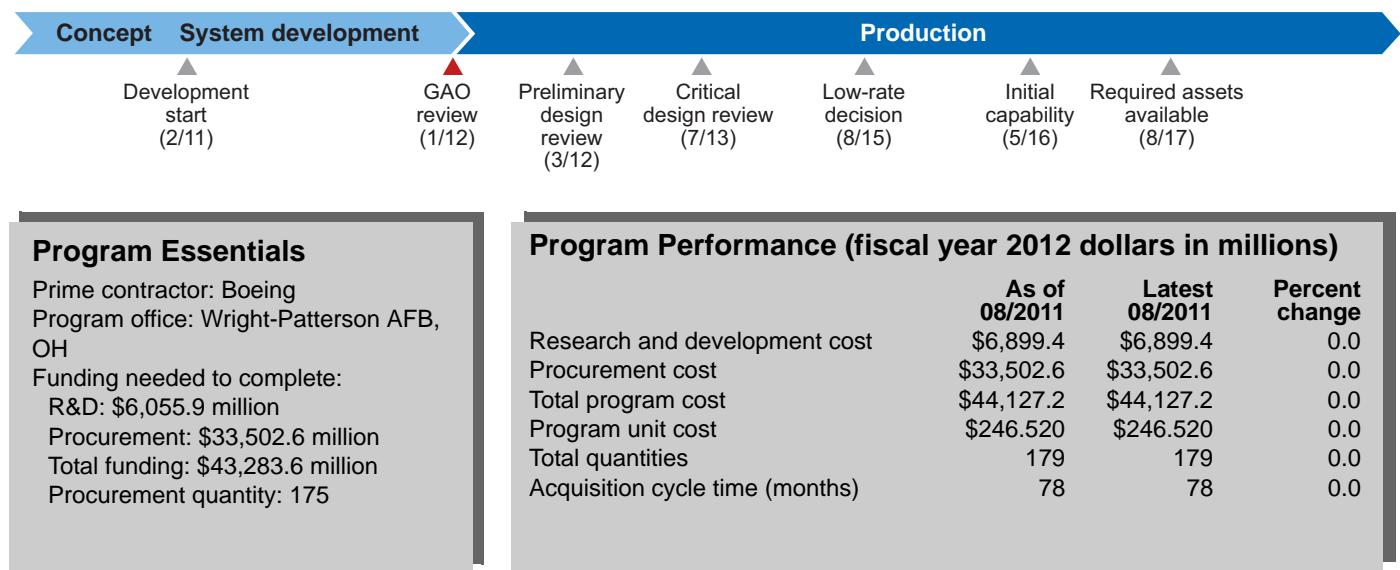 Concept System development Production
Development
start
(2/11)
GAO
review
(1/12)
Preliminary
design
review
(3/12)
Critical
design review
(7/13)
Low-rate
decision
(8/15)
Initial
capability
(5/16)
Required assets
available
(8/17)
Program Essentials
Prime contractor: Boeing
Program office: Wright-Patterson AFB,
OH
Funding needed to complete:
R&D: $6,055.9 million
Procurement: $33,502.6 million
Total funding: $43,283.6 million
Procurement quantity: 175
Program Performance (fiscal year 2012 dollars in millions)
As of Latest Percent
08/2011 08/2011 change
Research and development cost $6,899.4 $6,899.4 0.0
Procurement cost $33,502.6 $33,502.6 0.0
Total program cost $44,127.2 $44,127.2 0.0
Program unit cost $246.520 $246.520 0.0
Total quantities 179 179 0.0
Acquisition cycle time (months) 78 78 0.0